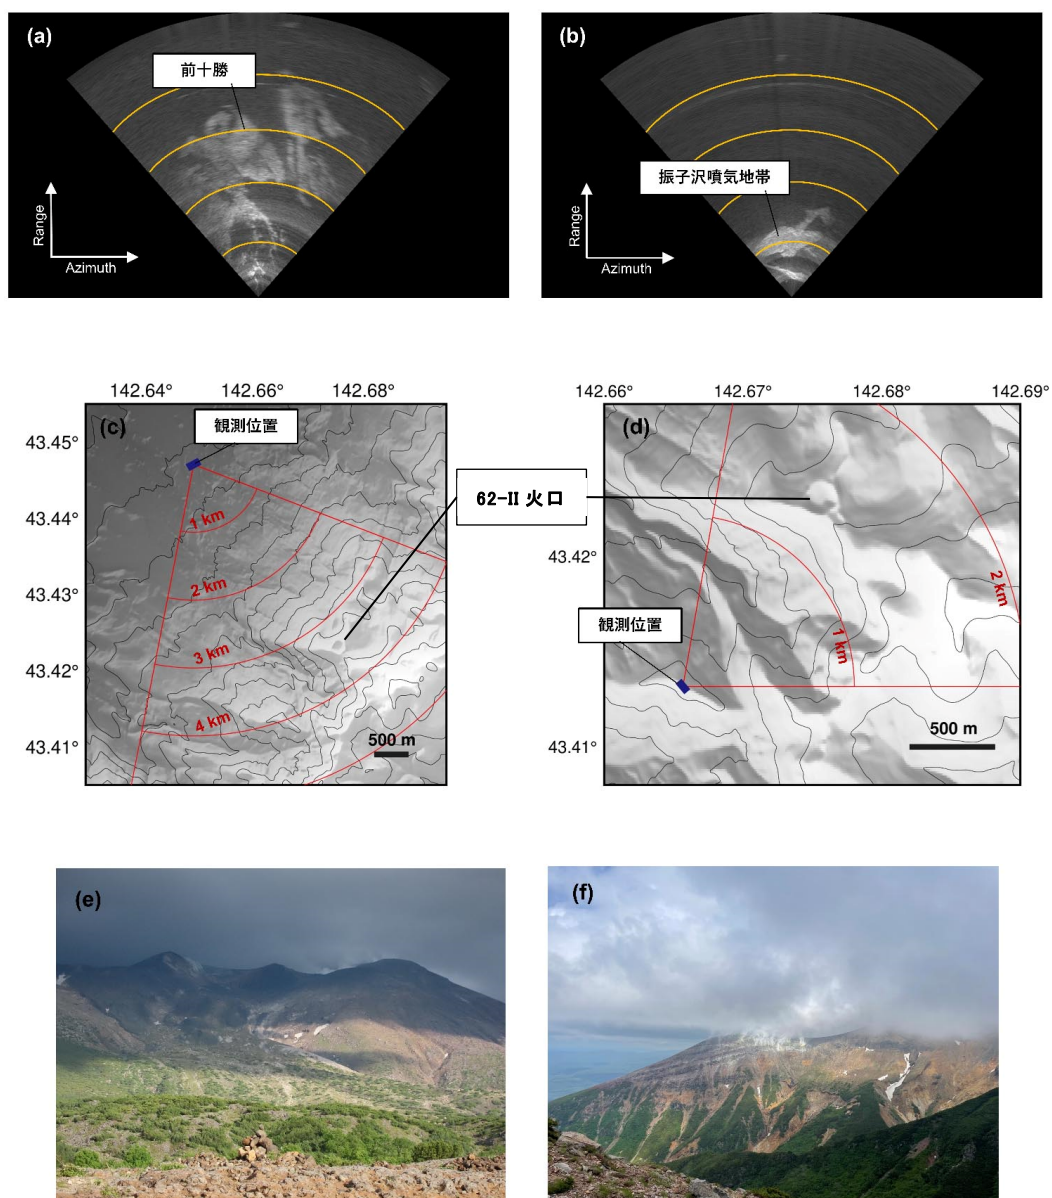 (a)
前十勝
Range
Azimuth
(b)
振子沢噴気地帯
Range
Azimuth
142.64° 142.66° 142.68°
43.45°
43.44°
43.43°
43.42°
43.41°
(c)
観測位置
1 km
2 km
3 km
4 km
500 m
62-II 火口
142.66° 142.67° 142.68° 142.69°
43.42°
43.41°
(d)
観測位置
1 km
2 km
500 m
(e)
(f)